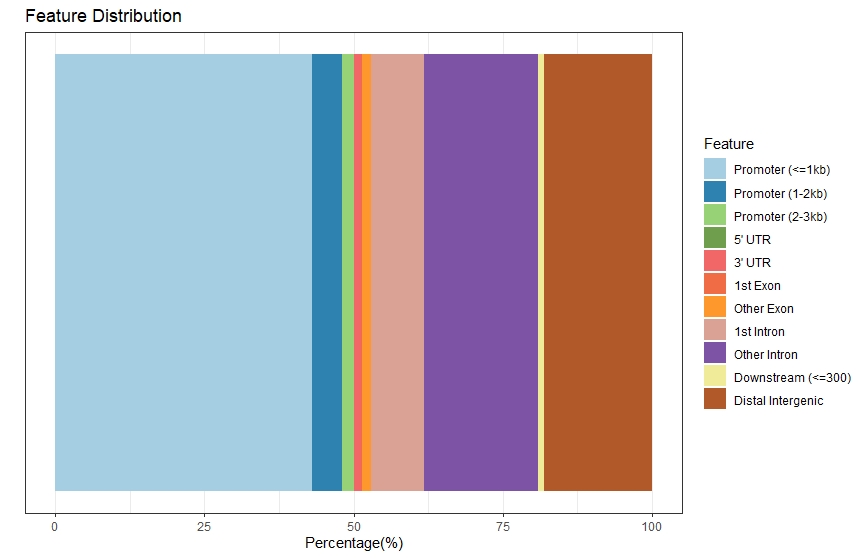 Feature Distribution
Feature
Promoter (<=1kb)
Promoter (1-2kb)
Promoter (2-3kb)
5' UTR
3' UTR
1st Exon
Other Exon
1st Intron
Other Intron
Downstream (<=300)
Distal Intergenic
0 25 50 75 100
Percentage(%)